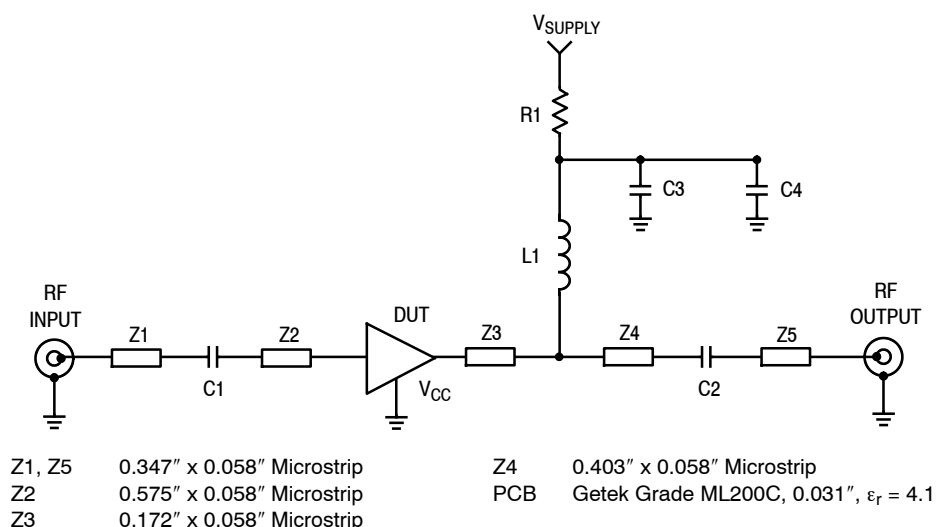 VSUPPLY
R1
C3
C4
L1
RF
INPUT
RF
OUTPUT
DUT
Z1
Z2
Z3
Z4
Z5
C1
VCC
C2
Z1, Z5 0.347″ x 0.058″ Microstrip
Z2 0.575″ x 0.058″ Microstrip
Z3 0.172″ x 0.058″ Microstrip
Z4 0.403″ x 0.058″ Microstrip
PCB Getek Grade ML200C, 0.031″, εr = 4.1